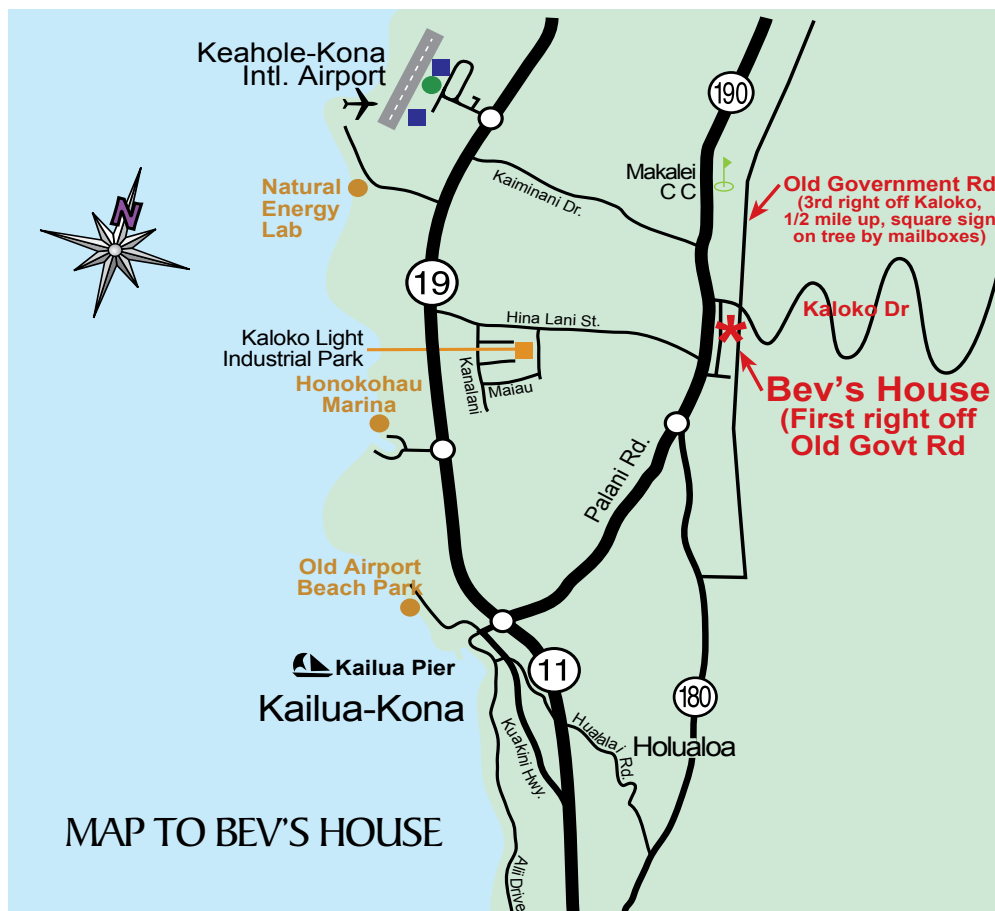 Keahole-Kona
Intl. Airport
190
N
Natural
Energy
Lab
Kaiminani Dr.
Makalei
C C
Old Government Rd
(3rd right off Kaloko,
1/2 mile up, square sign
on tree by mailboxes)
19
Hina Lani St.
Kaloko Dr
Kaloko Light
Industrial Park
Kanalani
Maiau
Honokohau
Marina
Bev's House
(First right off
Old Govt Rd
Palani Rd.
Old Airport
Beach Park
Kailua Pier
Kailua-Kona
11
180
Holualoa
Hualalai Rd.
Kuakini Hwy.
Alii Drive
MAP TO BEV'S HOUSE